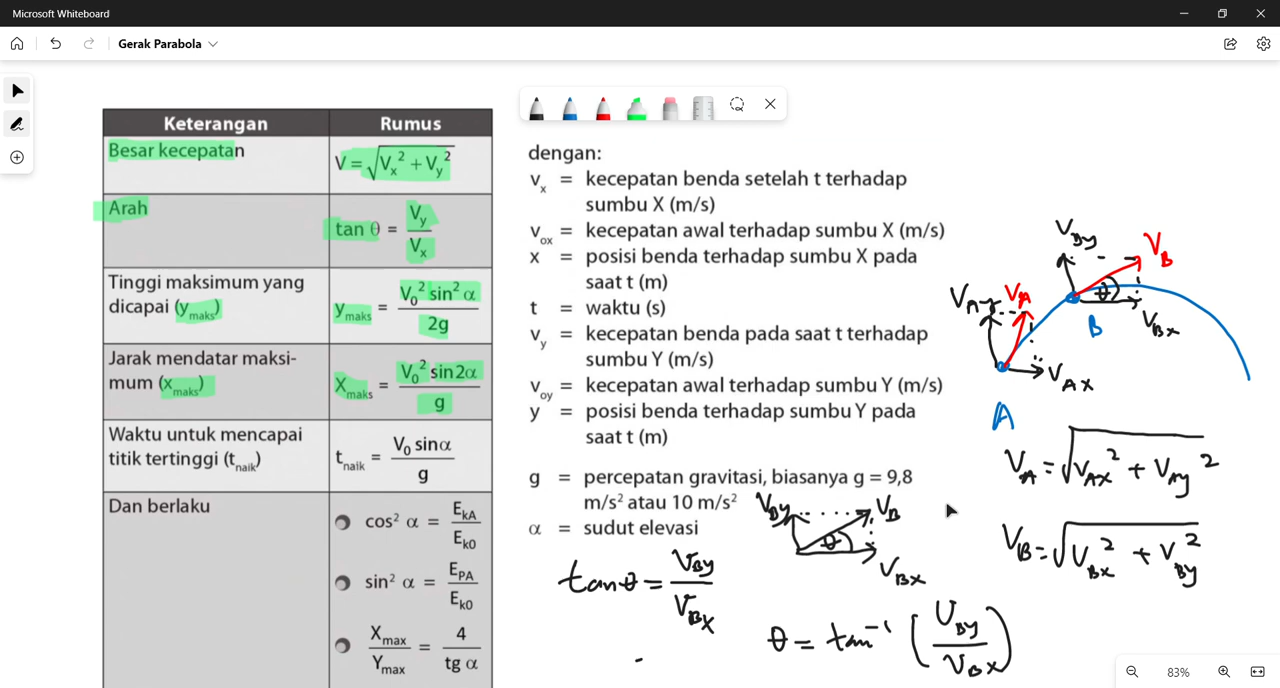 Microsoft Whiteboard
Gerak Parabola
Keterangan Rumus
Besar kecepatan V = √Vx² + Vy²
Arah tan θ = Vy / Vx
Tinggi maksimum yang
dicapai (ymaks) ymaks = V0² sin² α / 2g
Jarak mendatar maksi-
mum (xmaks) Xmaks = V0² sin 2α / g
Waktu untuk mencapai
titik tertinggi (tnaik) tnaik = V0 sin α / g
Dan berlaku
cos² α = EkA / Ek0
sin² α = EPA / Ek0
Xmax / Ymax = 4 / tg α
dengan:
vx = kecepatan benda setelah t terhadap
sumbu X (m/s)
vox = kecepatan awal terhadap sumbu X (m/s)
x = posisi benda terhadap sumbu X pada
saat t (m)
t = waktu (s)
vy = kecepatan benda pada saat t terhadap
sumbu Y (m/s)
voy = kecepatan awal terhadap sumbu Y (m/s)
y = posisi benda terhadap sumbu Y pada
saat t (m)
g = percepatan gravitasi, biasanya g = 9,8
m/s² atau 10 m/s²
α = sudut elevasi
VBy
VB
θ
VBx
tanθ = VBy / VBx
θ = tan⁻¹ (VBy / VBx)
VBy
VB
VAy
VA
θ
VBx
B
VAx
A
VA = √VAx² + VAy²
VB = √VBx² + VBy²
83%